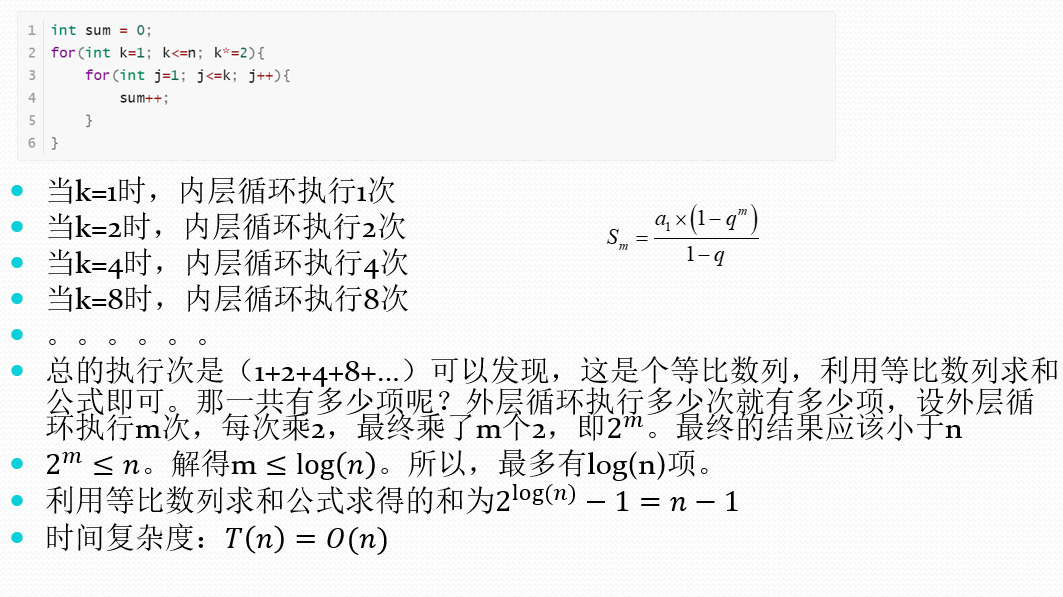 1 int sum = 0;
2 for(int k=1; k<=n; k*=2){
3 for(int j=1; j<=k; j++){
4 sum++;
5 }
6 }
当k=1时，内层循环执行1次
当k=2时，内层循环执行2次
当k=4时，内层循环执行4次
当k=8时，内层循环执行8次
。。。。。。
S_m = a_1×(1−q^m) / (1−q)
总的执行次是（1+2+4+8+...）可以发现，这是个等比数列，利用等比数列求和
公式即可。那一共有多少项呢？外层循环执行多少次就有多少项，设外层循
环执行m次，每次乘2，最终乘了m个2，即2^m。最终的结果应该小于n
2^m ≤ n。解得m ≤ log(n)。所以，最多有log(n)项。
利用等比数列求和公式求得的和为2^log(n) − 1 = n − 1
时间复杂度：T(n) = O(n)